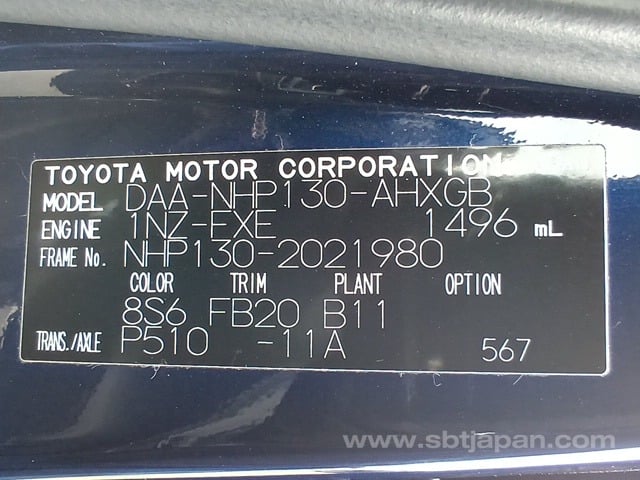 TOYOTA MOTOR CORPORATION
MODEL DAA-NHP130-AHXGB
ENGINE 1NZ-FXE 1496 mL
FRAME No. NHP130-2021980
COLOR TRIM PLANT OPTION
8S6 FB20 B11
TRANS./AXLE P510 -11A 567
www.sbtjapan.com